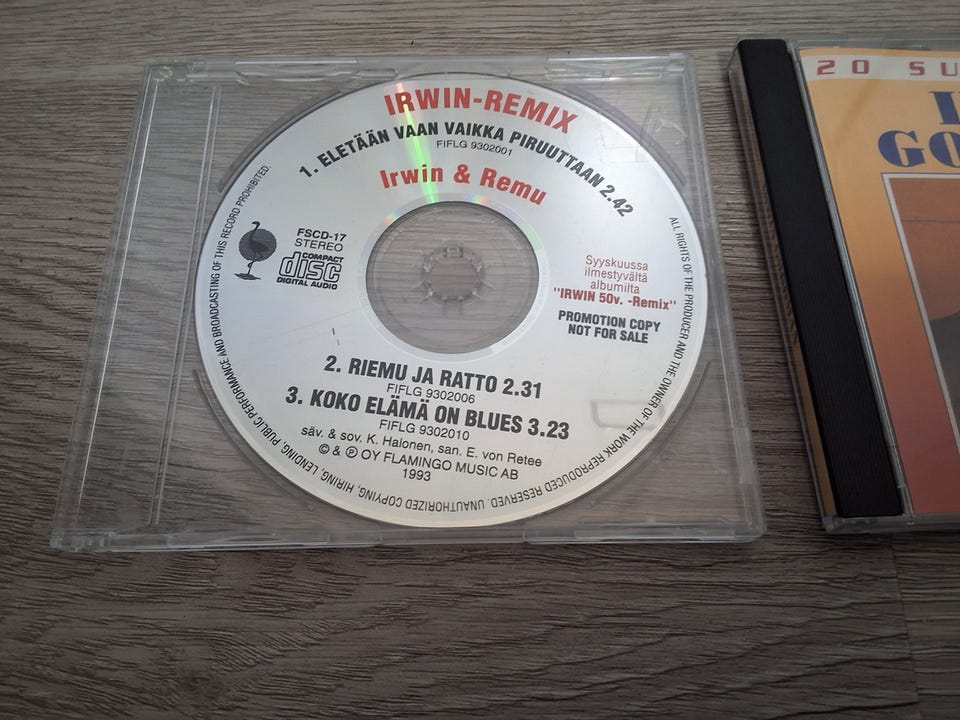 IRWIN-REMIX
1. ELETÄÄN VAAN VAIKKA PIRUUTTAAN 2.42
FIFLG 9302001
Irwin & Remu
FSCD-17
STEREO
COMPACT
disc
DIGITAL AUDIO
Syyskuussa
ilmestyvältä
albumilta
"IRWIN 50v. -Remix"
PROMOTION COPY
NOT FOR SALE
2. RIEMU JA RATTO 2.31
FIFLG 9302006
3. KOKO ELÄMÄ ON BLUES 3.23
FIFLG 9302010
säv. & sov. K. Halonen, san. E. von Retee
© & ℗ OY FLAMINGO MUSIC AB
1993
ALL RIGHTS OF THE PRODUCER AND THE OWNER OF THE WORK REPRODUCED RESERVED. UNAUTHORIZED COPYING, HIRING, LENDING, PUBLIC PERFORMANCE AND BROADCASTING OF THIS RECORD PROHIBITED.
20 SU
GO